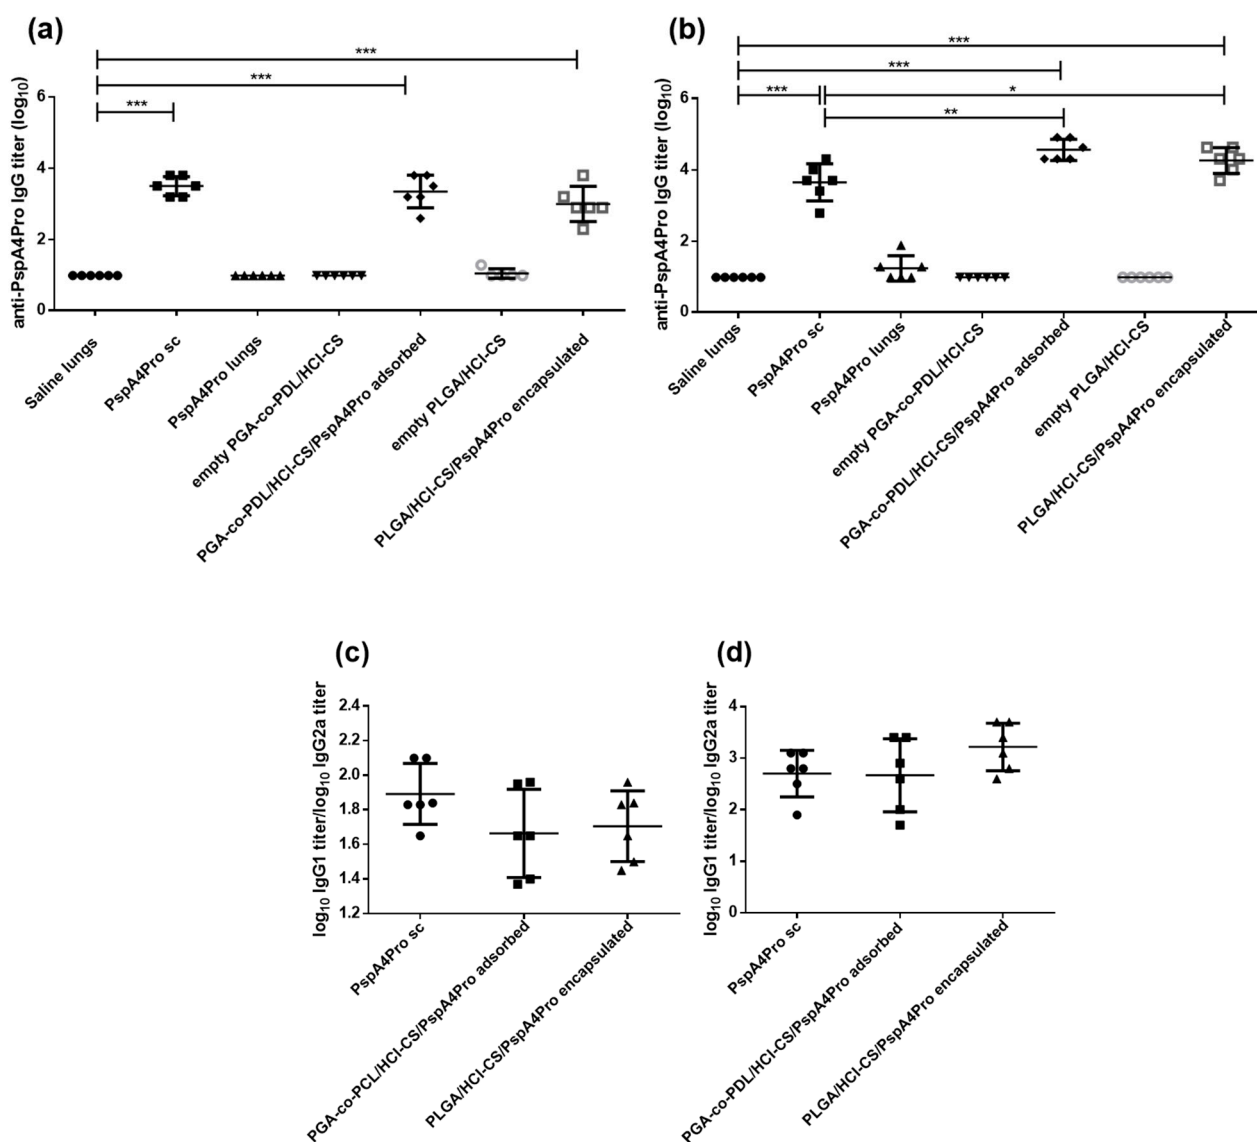 (a)
***
***
***
anti-PspA4Pro IgG titer (log10)
6
4
2
0
Saline lungs
PspA4Pro sc
PspA4Pro lungs
empty PGA-co-PDL/HCl-CS
PGA-co-PDL/HCl-CS/PspA4Pro adsorbed
empty PLGA/HCl-CS
PLGA/HCl-CS/PspA4Pro encapsulated
(b)
***
***
***
*
**
anti-PspA4Pro IgG titer (log10)
6
4
2
0
Saline lungs
PspA4Pro sc
PspA4Pro lungs
empty PGA-co-PDL/HCl-CS
PGA-co-PDL/HCl-CS/PspA4Pro adsorbed
empty PLGA/HCl-CS
PLGA/HCl-CS/PspA4Pro encapsulated
(c)
log10 IgG1 titer/log10 IgG2a titer
2.4
2.2
2.0
1.8
1.6
1.4
1.2
PspA4Pro sc
PGA-co-PCL/HCl-CS/PspA4Pro adsorbed
PLGA/HCl-CS/PspA4Pro encapsulated
(d)
log10 IgG1 titer/log10 IgG2a titer
4
3
2
1
0
PspA4Pro sc
PGA-co-PDL/HCl-CS/PspA4Pro adsorbed
PLGA/HCl-CS/PspA4Pro encapsulated